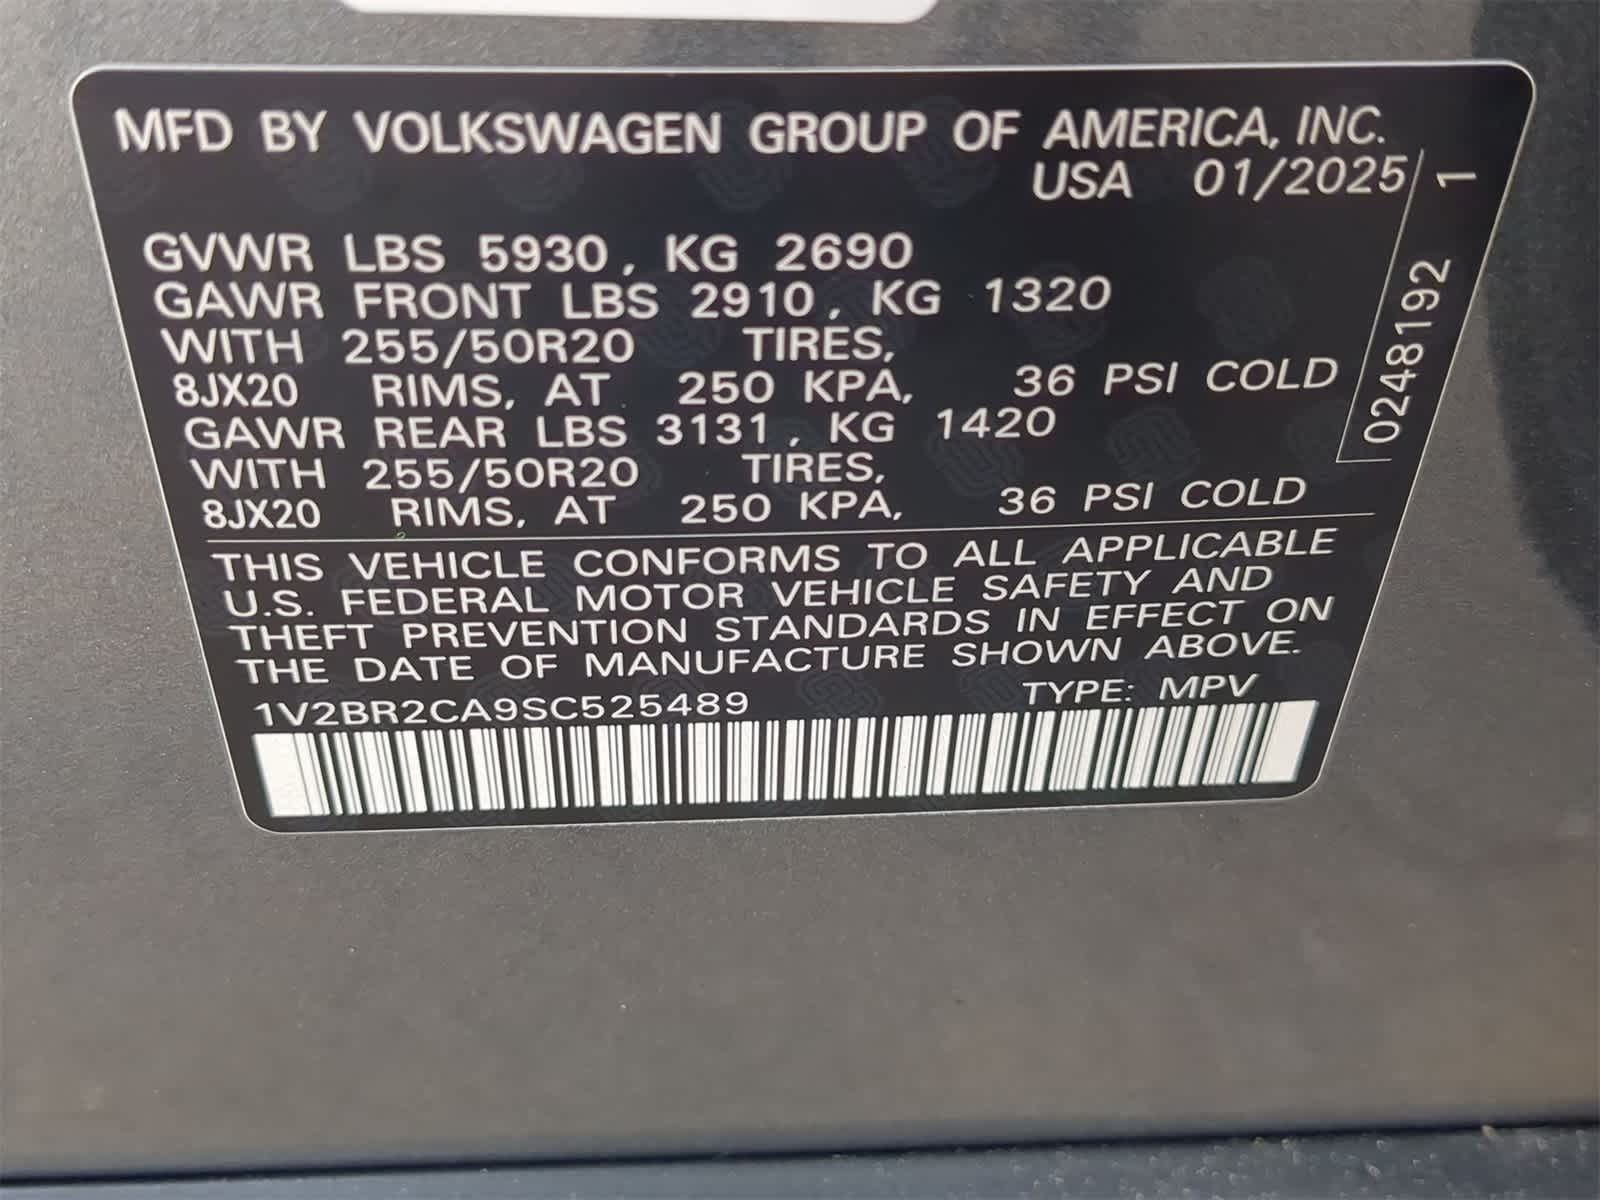 MFD BY VOLKSWAGEN GROUP OF AMERICA, INC.
USA 01/2025
GVWR LBS 5930, KG 2690
GAWR FRONT LBS 2910, KG 1320
WITH 255/50R20 TIRES,
8JX20 RIMS, AT 250 KPA, 36 PSI COLD
GAWR REAR LBS 3131, KG 1420
WITH 255/50R20 TIRES,
8JX20 RIMS, AT 250 KPA, 36 PSI COLD
THIS VEHICLE CONFORMS TO ALL APPLICABLE
U.S. FEDERAL MOTOR VEHICLE SAFETY AND
THEFT PREVENTION STANDARDS IN EFFECT ON
THE DATE OF MANUFACTURE SHOWN ABOVE.
1V2BR2CA9SC525489 TYPE: MPV
0248192 1